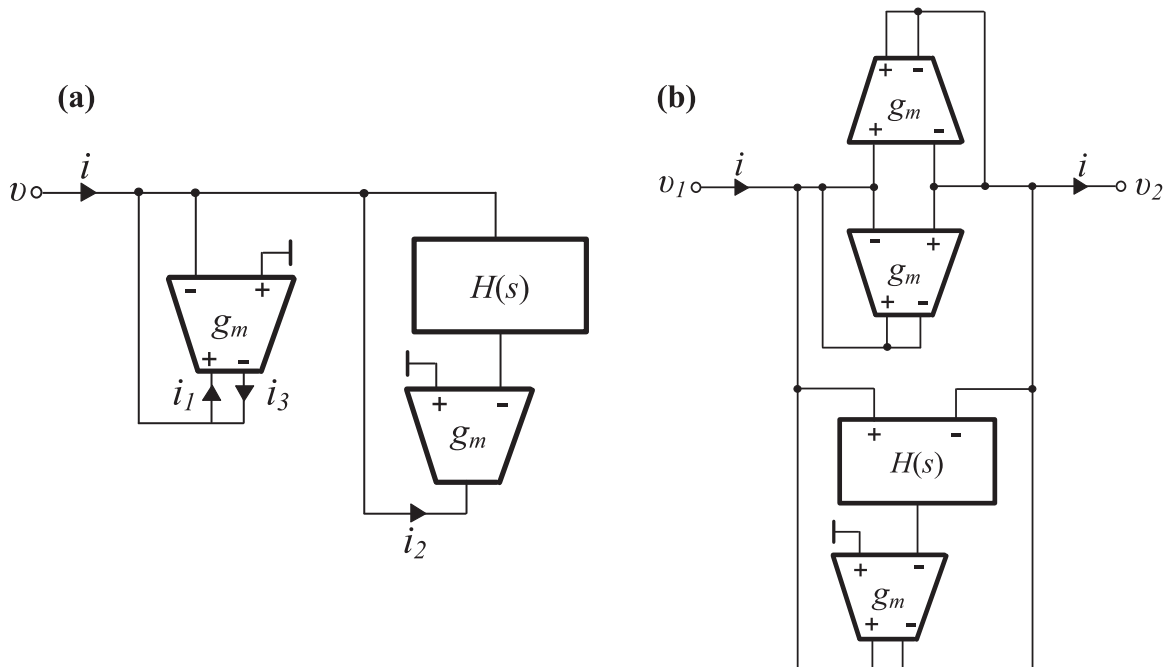 (a)
v i
- +
g_m
+ -
i_1 i_3
H(s)
+ -
g_m
i_2
(b)
+ -
g_m
+ -
v_1 i i v_2
- +
g_m
+ -
+ -
H(s)
+ -
g_m
+ -